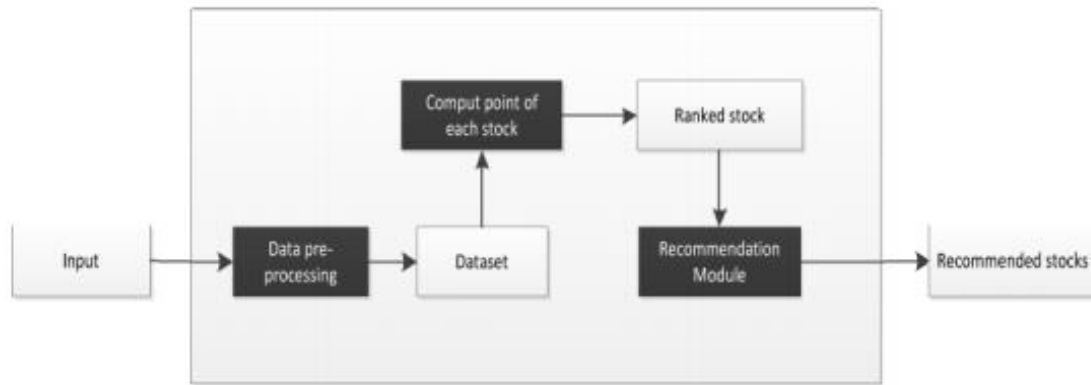 Comput point of
each stock
Ranked stock
Input
Data pre-
processing
Dataset
Recommendation
Module
Recommended stocks